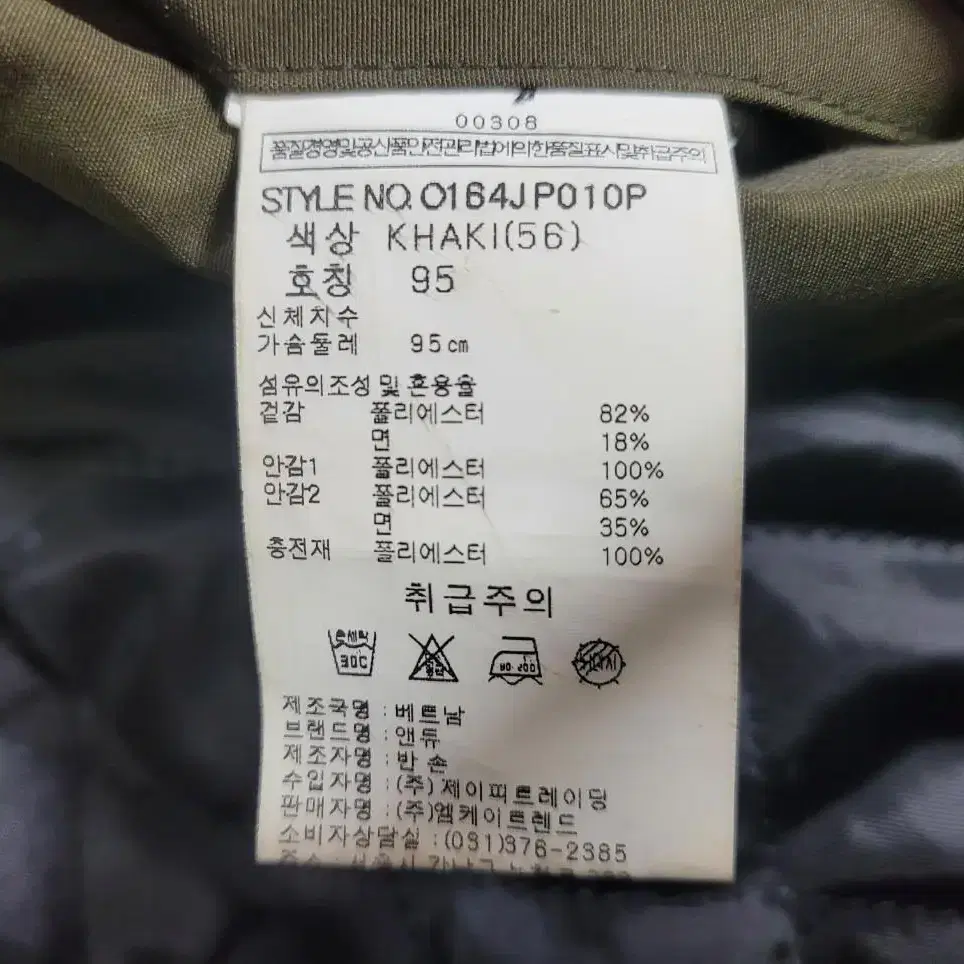 00308
품질경영및공산품안전관리법에의한품질표시및취급주의
STYLE NO. O164JP010P
색상 KHAKI(56)
호칭 95
신체치수
가슴둘레 95cm
섬유의조성 및 혼용율
겉감 폴리에스터 82%
면 18%
안감1 폴리에스터 100%
안감2 폴리에스터 65%
면 35%
충전재 폴리에스터 100%
취급주의
손세탁
30C
제조국명 : 베트남
브랜드명 : 앤듀
제조자명 : 반 손
수입자명 : (주) 제이피트레이딩
판매자명 : (주)엠케이트렌드
소비자상담실 : (031)376-2385